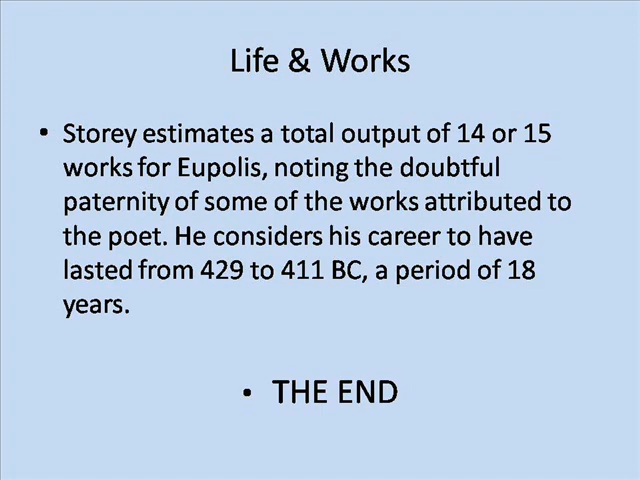 Life & Works
• Storey estimates a total output of 14 or 15
works for Eupolis, noting the doubtful
paternity of some of the works attributed to
the poet. He considers his career to have
lasted from 429 to 411 BC, a period of 18
years.
• THE END